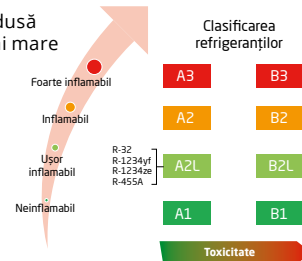 dusă
i mare
Clasificarea
refrigeranților
Foarte inflamabil
A3
B3
Inflamabil
A2
B2
R-32
R-1234yf
R-1234ze
R-455A
Ușor
inflamabil
A2L
B2L
Neinflamabil
A1
B1
Toxicitate